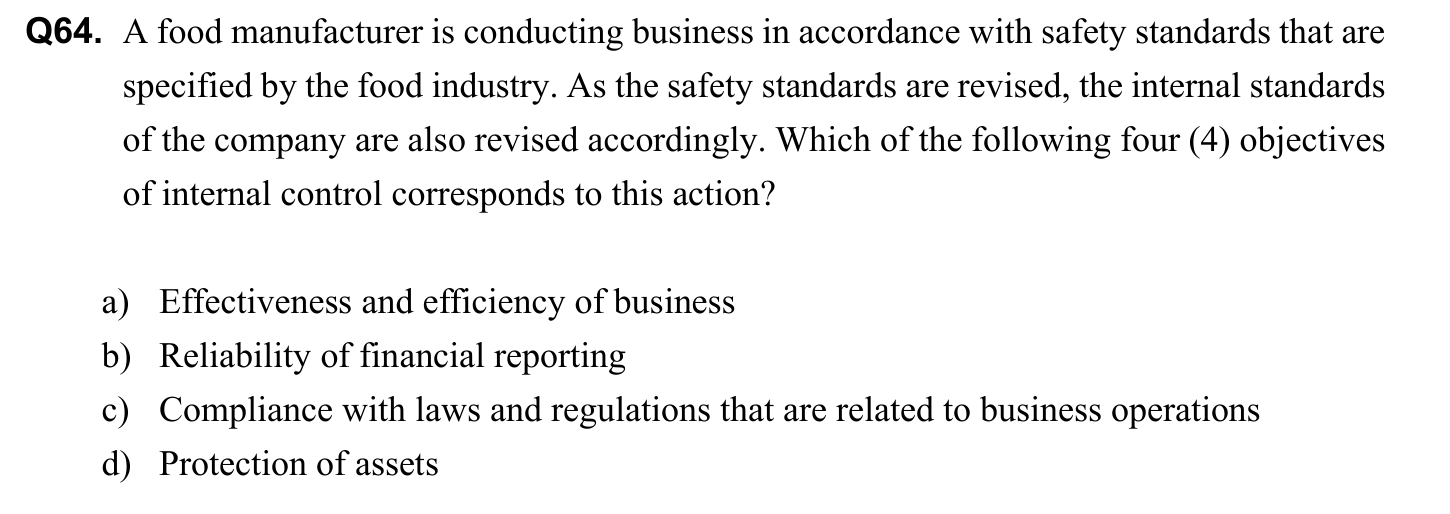 Q64. A food manufacturer is conducting business in accordance with safety standards that are
specified by the food industry. As the safety standards are revised, the internal standards
of the company are also revised accordingly. Which of the following four (4) objectives
of internal control corresponds to this action?
a) Effectiveness and efficiency of business
b) Reliability of financial reporting
c) Compliance with laws and regulations that are related to business operations
d) Protection of assets